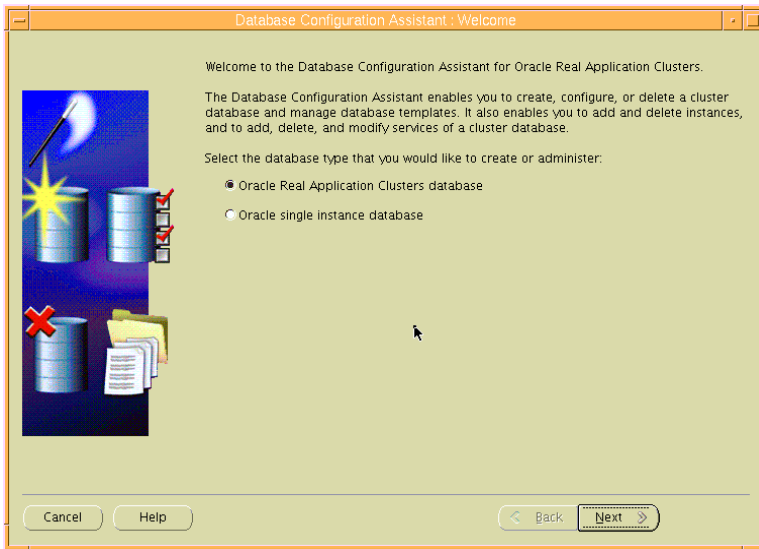 Database Configuration Assistant : Welcome
Welcome to the Database Configuration Assistant for Oracle Real Application Clusters.
The Database Configuration Assistant enables you to create, configure, or delete a cluster
database and manage database templates. It also enables you to add and delete instances,
and to add, delete, and modify services of a cluster database.
Select the database type that you would like to create or administer:
Oracle Real Application Clusters database
Oracle single instance database
Cancel
Help
Back
Next